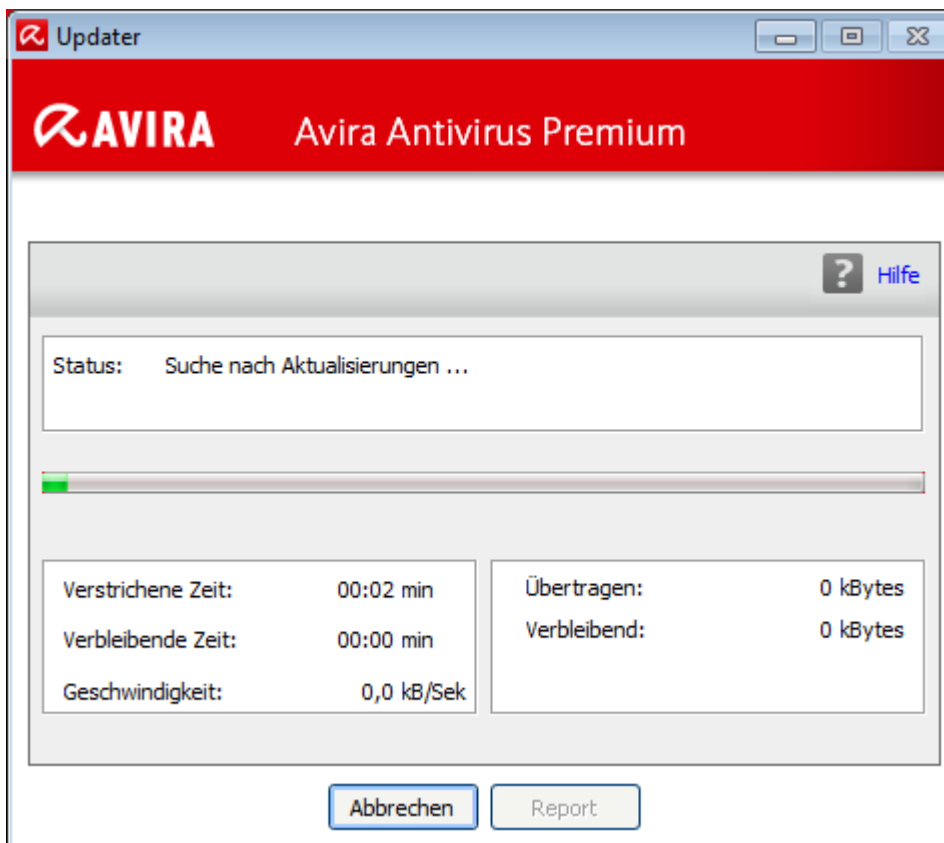 Updater
AVIRA Avira Antivirus Premium
? Hilfe
Status: Suche nach Aktualisierungen ...
Verstrichene Zeit: 00:02 min
Verbleibende Zeit: 00:00 min
Geschwindigkeit: 0,0 kB/Sek
Übertragen: 0 kBytes
Verbleibend: 0 kBytes
Abbrechen Report